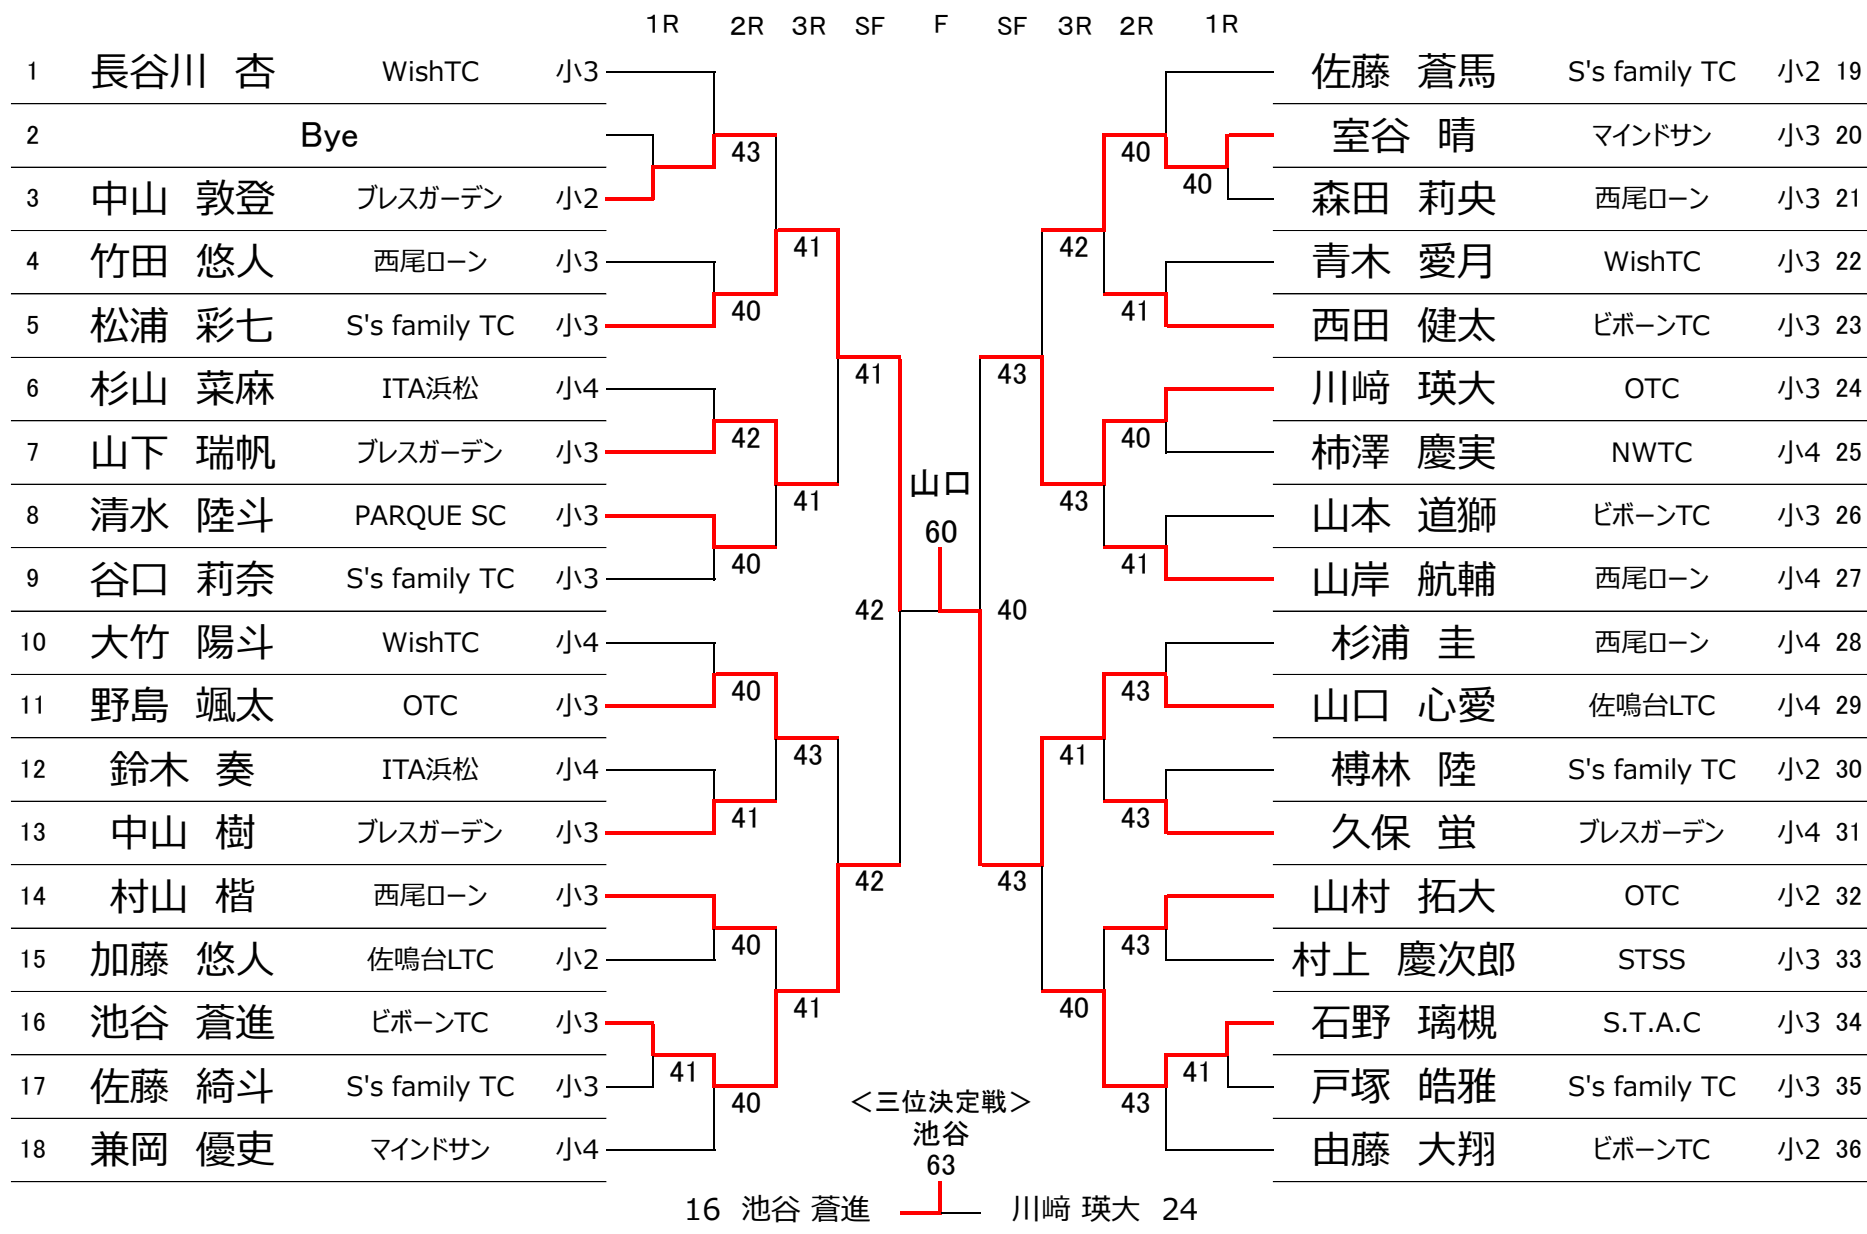 1R 2R 3R SF F SF 3R 2R 1R
1 長谷川 杏 WishTC 小3 佐藤 蒼馬 S's family TC 小2 19
2 Bye 43 40 室谷 晴 マインドサン 小3 20
3 中山 敦登 ブレスガーデン 小2 40 森田 莉央 西尾ローン 小3 21
4 竹田 悠人 西尾ローン 小3 41 42 青木 愛月 WishTC 小3 22
5 松浦 彩七 S's family TC 小3 40 41 西田 健太 ビボーンTC 小3 23
6 杉山 菜麻 ITA浜松 小4 41 43 川﨑 瑛大 OTC 小3 24
7 山下 瑞帆 ブレスガーデン 小3 42 40 柿澤 慶実 NWTC 小4 25
山口
8 清水 陸斗 PARQUE SC 小3 41 60 43 山本 道獅 ビボーンTC 小3 26
9 谷口 莉奈 S's family TC 小3 40 41 山岸 航輔 西尾ローン 小4 27
42 40
10 大竹 陽斗 WishTC 小4 杉浦 圭 西尾ローン 小4 28
11 野島 颯太 OTC 小3 40 43 山口 心愛 佐鳴台LTC 小4 29
12 鈴木 奏 ITA浜松 小4 43 41 榑林 陸 S's family TC 小2 30
13 中山 樹 ブレスガーデン 小3 41 43 久保 蛍 ブレスガーデン 小4 31
14 村山 楷 西尾ローン 小3 42 43 山村 拓大 OTC 小2 32
15 加藤 悠人 佐鳴台LTC 小2 40 43 村上 慶次郎 STSS 小3 33
16 池谷 蒼進 ビボーンTC 小3 41 40 石野 璃槻 S.T.A.C 小3 34
17 佐藤 綺斗 S's family TC 小3 41 41 戸塚 皓雅 S's family TC 小3 35
40 <三位決定戦> 43
18 兼岡 優吏 マインドサン 小4 池谷 由藤 大翔 ビボーンTC 小2 36
63
16 池谷 蒼進 川﨑 瑛大 24